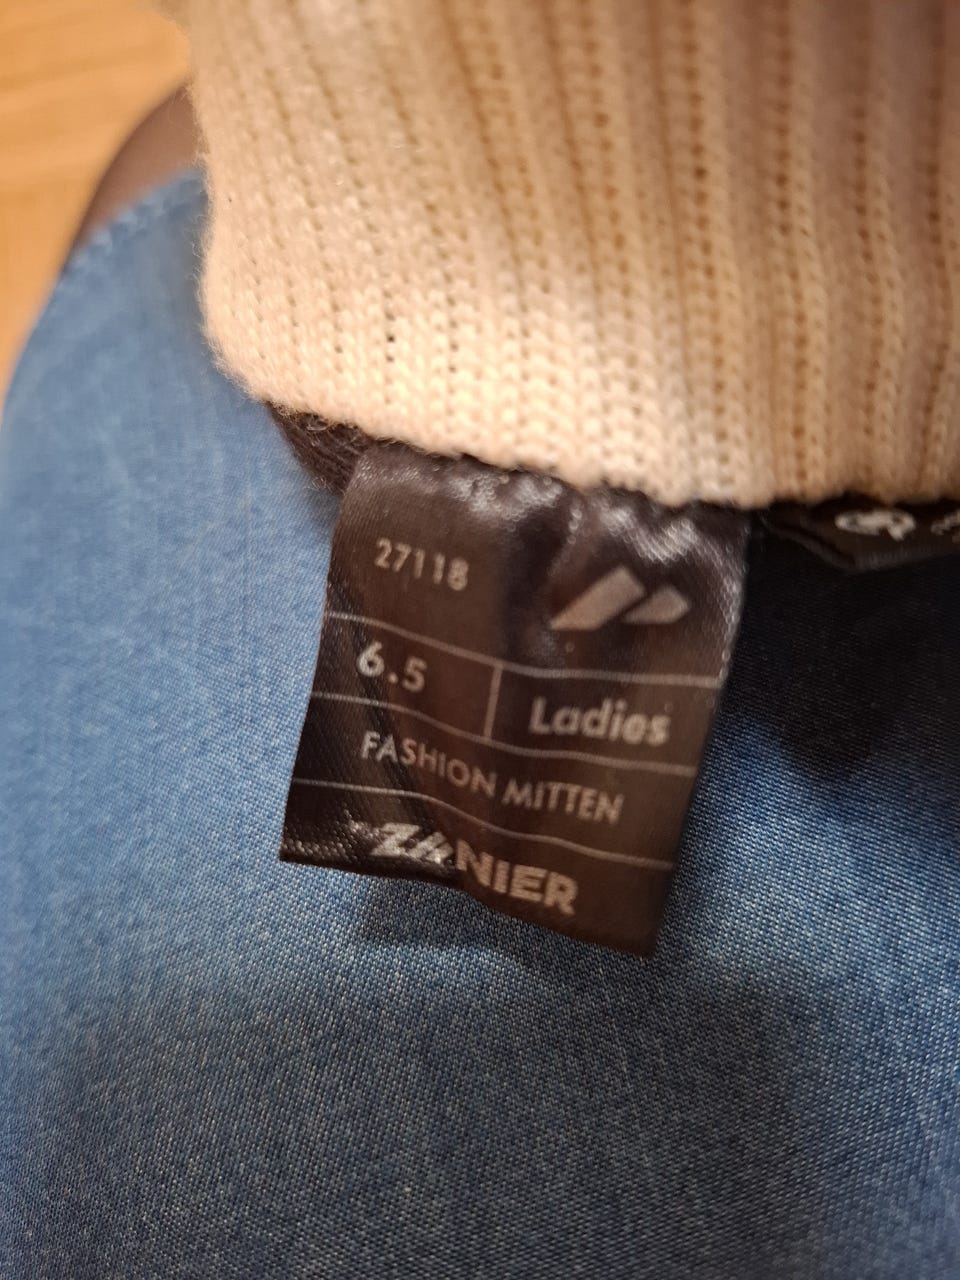 27118
6.5 Ladies
FASHION MITTEN
ZANIER